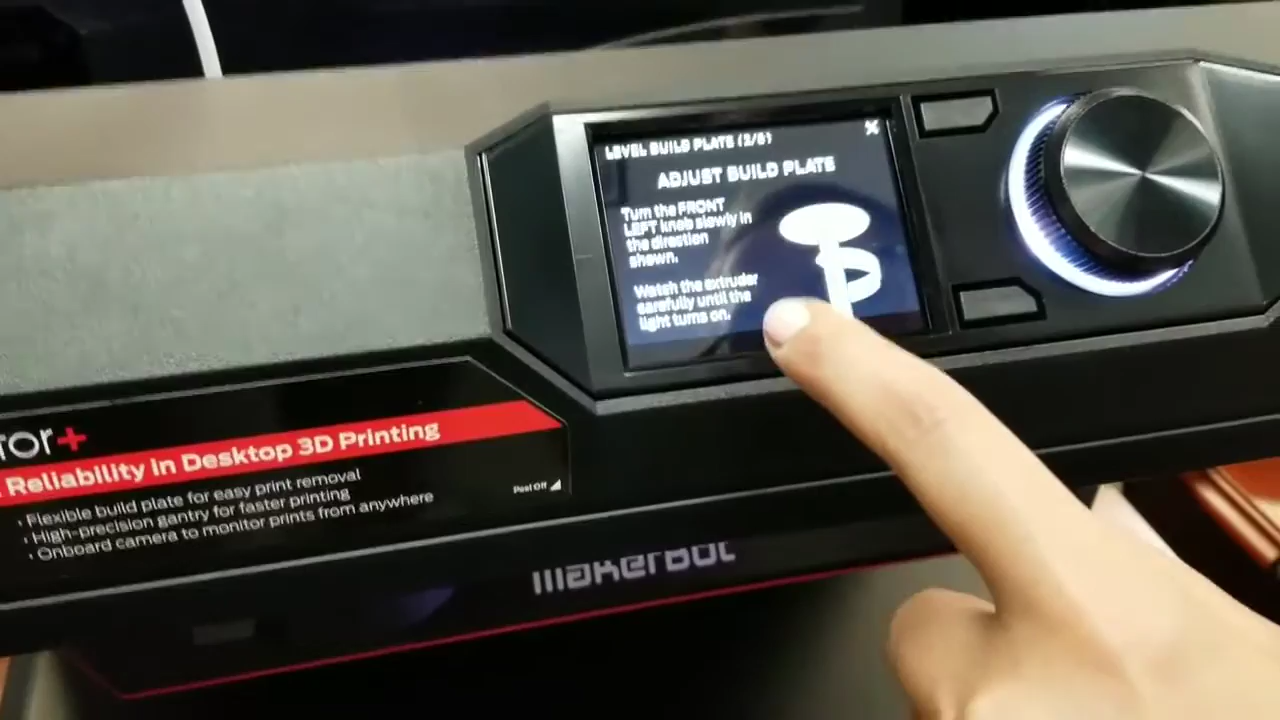 LEVEL BUILD PLATE (2/6)
ADJUST BUILD PLATE
Turn the FRONT
LEFT knob slowly in
the direction
shown.
Watch the extruder
carefully until the
light turns on.
tor+
Reliability in Desktop 3D Printing
• Flexible build plate for easy print removal
• High-precision gantry for faster printing
• Onboard camera to monitor prints from anywhere
Peel Off
MakerBot